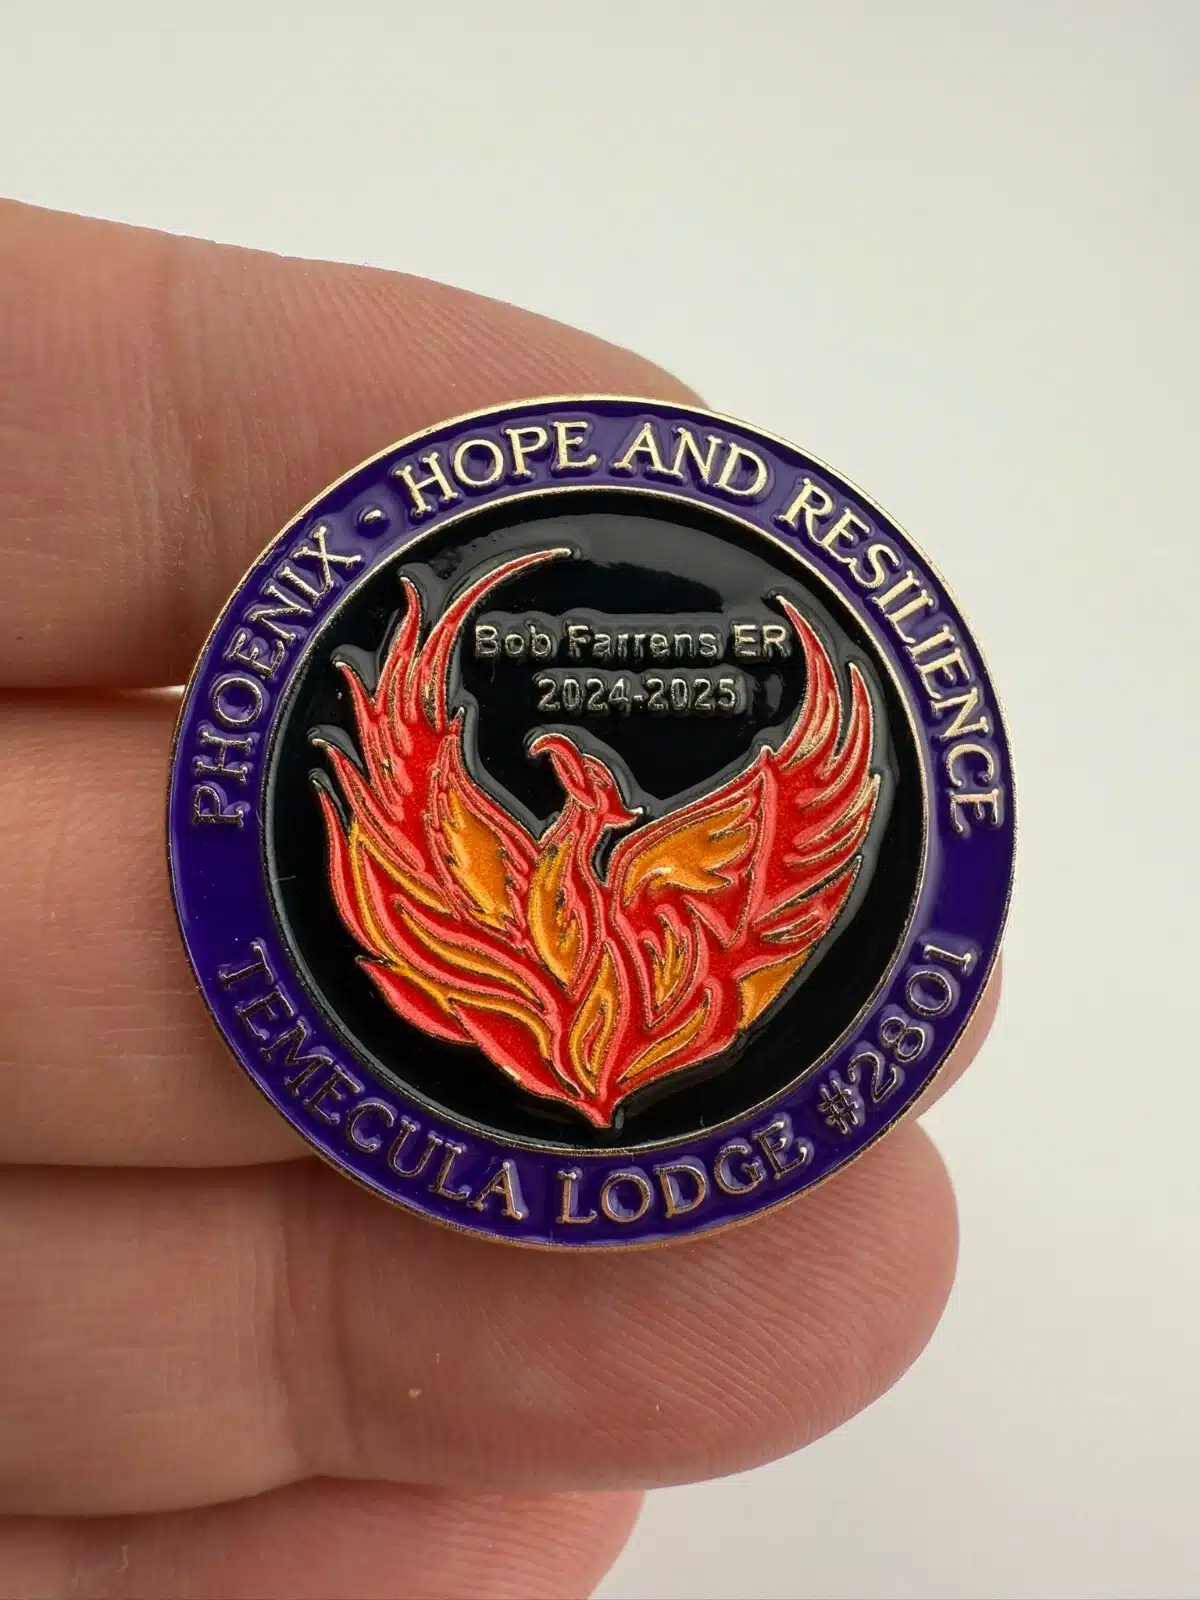 PHOENIX • HOPE AND RESILIENCE
Bob Farrens ER
2024-2025
TEMECULA LODGE #2801